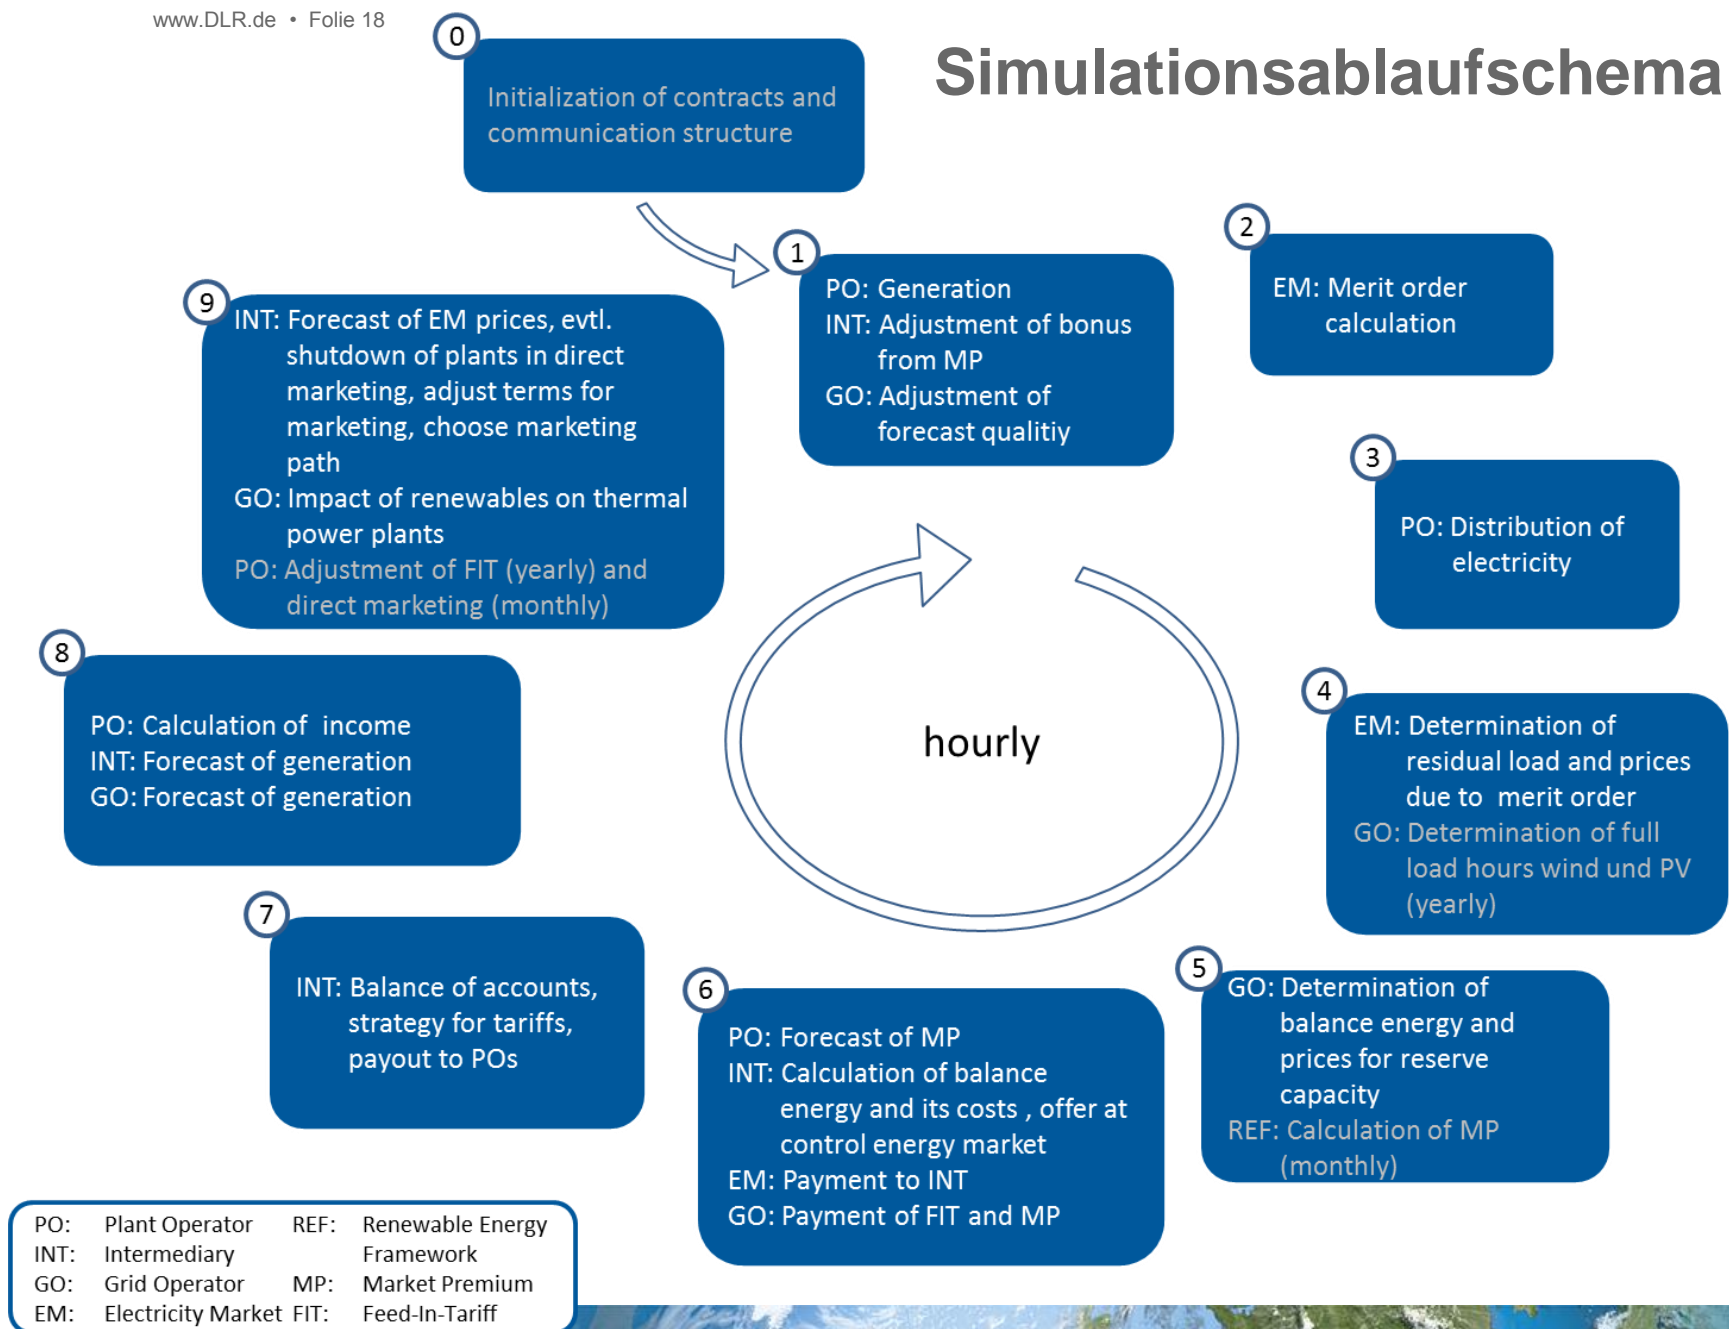 www.DLR.de • Folie 18
Simulationsablaufschema
0
Initialization of contracts and
communication structure
1
PO: Generation
INT: Adjustment of bonus
from MP
GO: Adjustment of
forecast qualitiy
2
EM: Merit order
calculation
3
PO: Distribution of
electricity
4
EM: Determination of
residual load and prices
due to merit order
GO: Determination of full
load hours wind und PV
(yearly)
5
GO: Determination of
balance energy and
prices for reserve
capacity
REF: Calculation of MP
(monthly)
6
PO: Forecast of MP
INT: Calculation of balance
energy and its costs , offer at
control energy market
EM: Payment to INT
GO: Payment of FIT and MP
7
INT: Balance of accounts,
strategy for tariffs,
payout to POs
8
PO: Calculation of income
INT: Forecast of generation
GO: Forecast of generation
9
INT: Forecast of EM prices, evtl.
shutdown of plants in direct
marketing, adjust terms for
marketing, choose marketing
path
GO: Impact of renewables on thermal
power plants
PO: Adjustment of FIT (yearly) and
direct marketing (monthly)
hourly
PO: Plant Operator REF: Renewable Energy
INT: Intermediary Framework
GO: Grid Operator MP: Market Premium
EM: Electricity Market FIT: Feed-In-Tariff